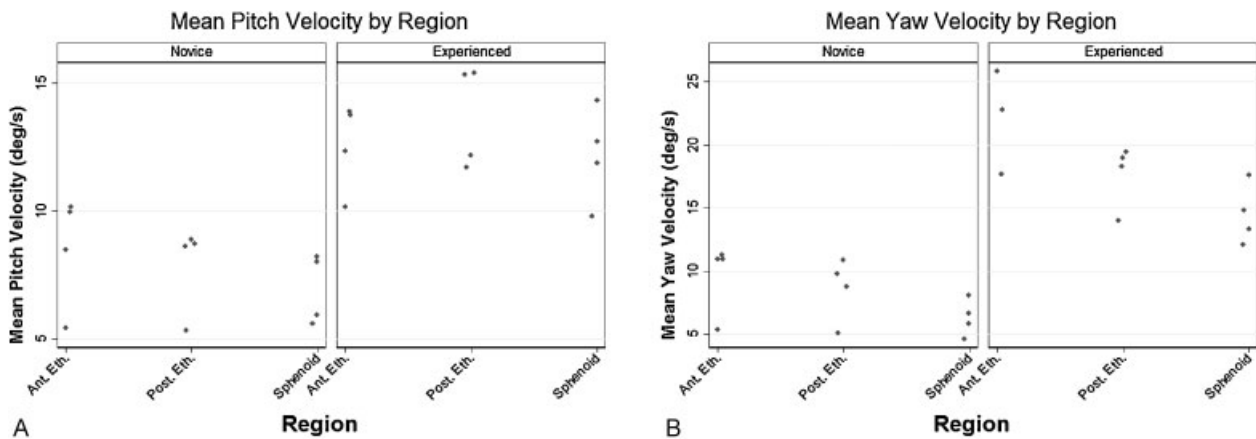 Mean Pitch Velocity by Region
Novice
Experienced
Mean Pitch Velocity (deg/s)
15
10
5
Ant. Eth.
Post. Eth.
Sphenoid
Ant. Eth.
Post. Eth.
Sphenoid
Region
A
Mean Yaw Velocity by Region
Novice
Experienced
Mean Yaw Velocity (deg/s)
25
20
15
10
5
Ant. Eth.
Post. Eth.
Sphenoid
Ant. Eth.
Post. Eth.
Sphenoid
Region
B